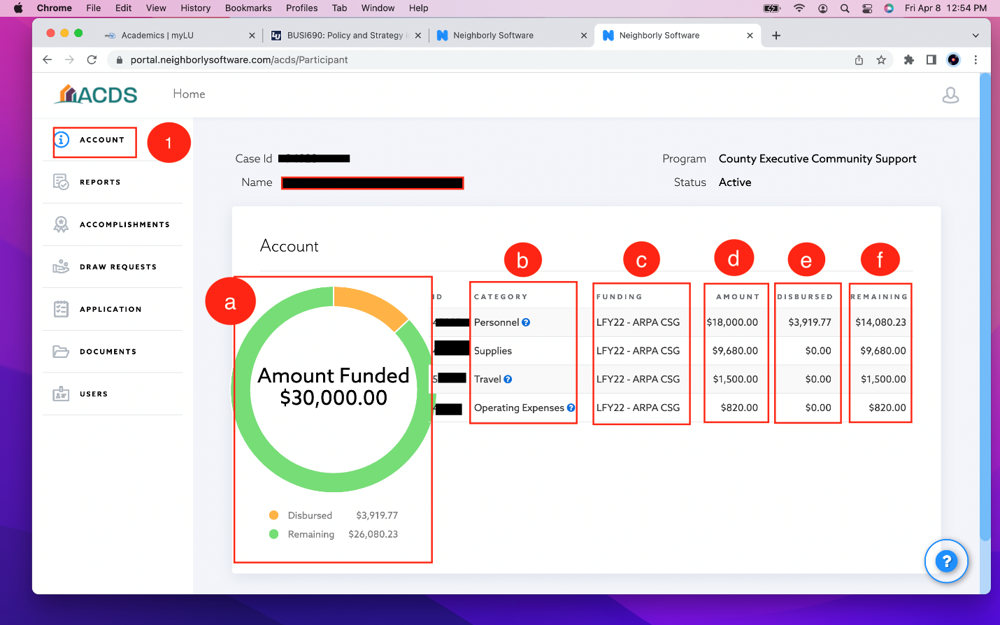 Chrome File Edit View History Bookmarks Profiles Tab Window Help Fri Apr 8 12:54 PM
Academics | myLU BUSI690: Policy and Strategy Neighborly Software Neighborly Software
portal.neighborlysoftware.com/acds/Participant
ACDS Home
ACCOUNT 1
REPORTS
ACCOMPLISHMENTS
DRAW REQUESTS
APPLICATION
DOCUMENTS
USERS
Case Id Program County Executive Community Support
Name Status Active
Account
a b c d e f
ID CATEGORY FUNDING AMOUNT DISBURSED REMAINING
Personnel LFY22 - ARPA CSG $18,000.00 $3,919.77 $14,080.23
Supplies LFY22 - ARPA CSG $9,680.00 $0.00 $9,680.00
Travel LFY22 - ARPA CSG $1,500.00 $0.00 $1,500.00
Operating Expenses LFY22 - ARPA CSG $820.00 $0.00 $820.00
Amount Funded
$30,000.00
Disbursed $3,919.77
Remaining $26,080.23